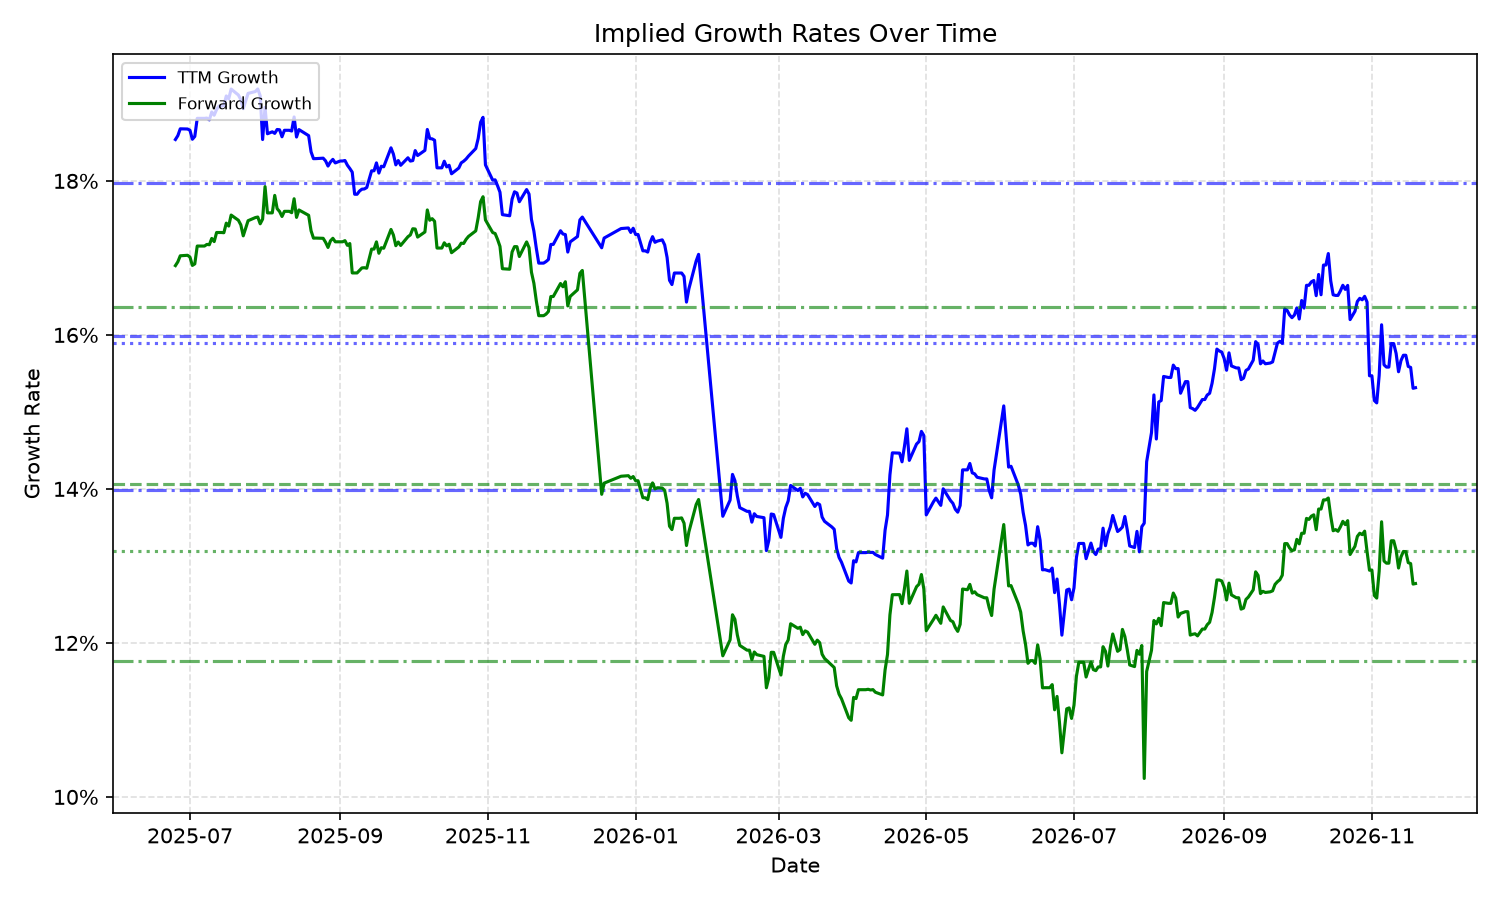 Implied Growth Rates Over Time
TTM Growth
Forward Growth
18%
16%
14%
12%
10%
Growth Rate
2025-07
2025-09
2025-11
2026-01
2026-03
2026-05
2026-07
2026-09
2026-11
Date